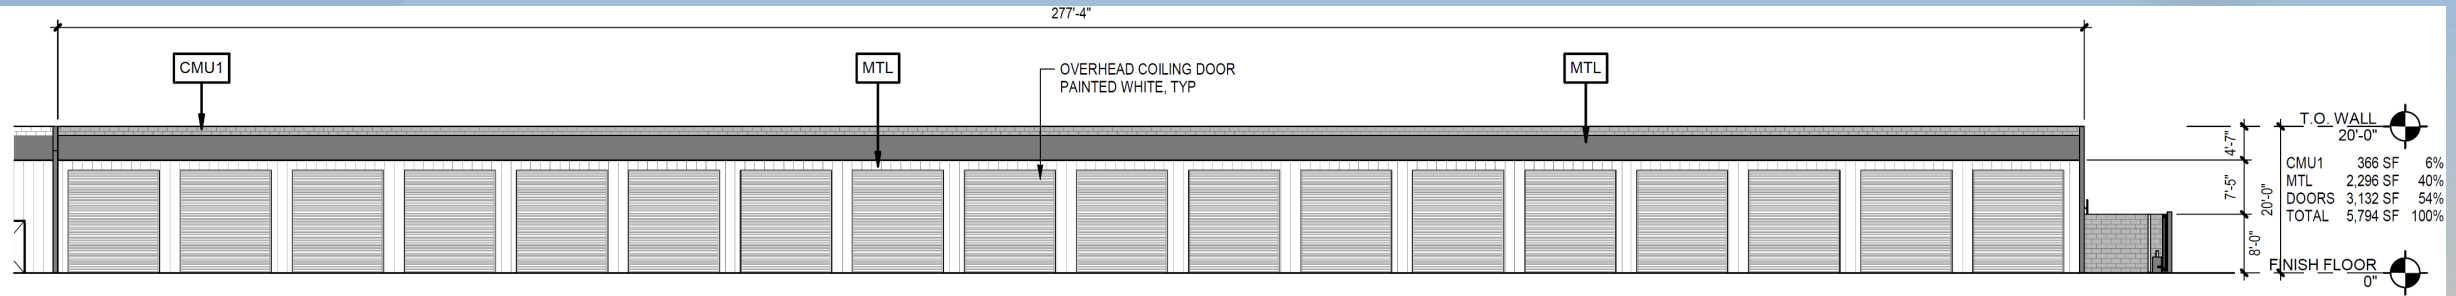 277'-4"
CMU1
MTL
OVERHEAD COILING DOOR
PAINTED WHITE, TYP
MTL
T.O. WALL
20'-0"
4'-7"
7'-5"
8'-0"
20'-0"
CMU1 366 SF 6%
MTL 2,296 SF 40%
DOORS 3,132 SF 54%
TOTAL 5,794 SF 100%
FINISH FLOOR
0"